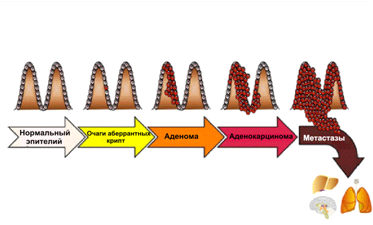 Нормальный
эпителий
Очаги аберрантных
крипт
Аденома
Аденокарцинома
Метастазы